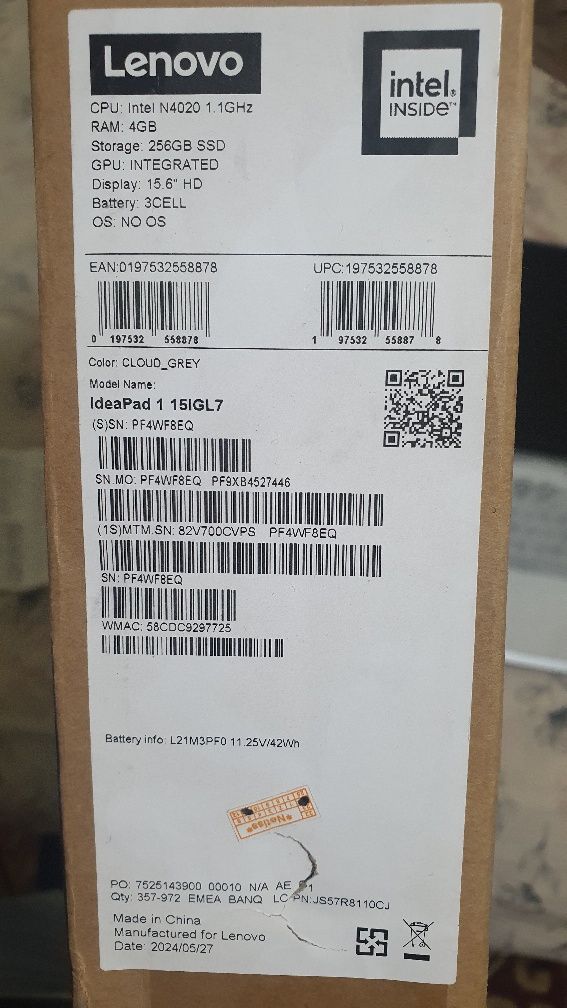 Lenovo
intel.
INSIDE™
CPU: Intel N4020 1.1GHz
RAM: 4GB
Storage: 256GB SSD
GPU: INTEGRATED
Display: 15.6" HD
Battery: 3CELL
OS: NO OS
EAN:0197532558878 UPC:197532558878
0 197532 558878 1 97532 55887 8
Color: CLOUD_GREY
Model Name:
IdeaPad 1 15IGL7
(S)SN: PF4WF8EQ
SN.MO: PF4WF8EQ PF9XB4527446
(1S)MTM.SN: 82V700CVPS PF4WF8EQ
SN: PF4WF8EQ
WMAC: 58CDC9297725
Battery info: L21M3PF0 11.25V/42Wh
*Notice*
PO: 7525143900 00010 N/A AE 1
Qty: 357-972 EMEA BANQ LC PN:JS57R8110CJ
Made in China
Manufactured for Lenovo
Date: 2024/05/27